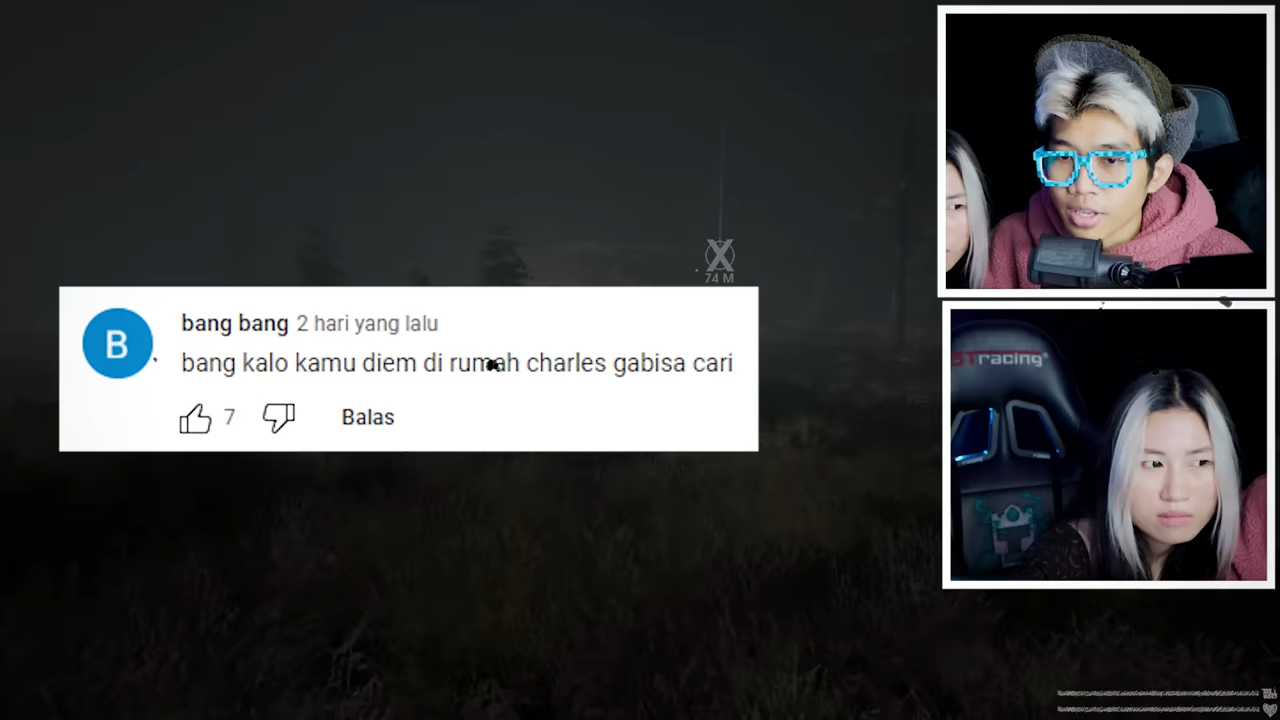 X
74 M
bang bang 2 hari yang lalu
B
bang kalo kamu diem di rumah charles gabisa cari
7
Balas
racing